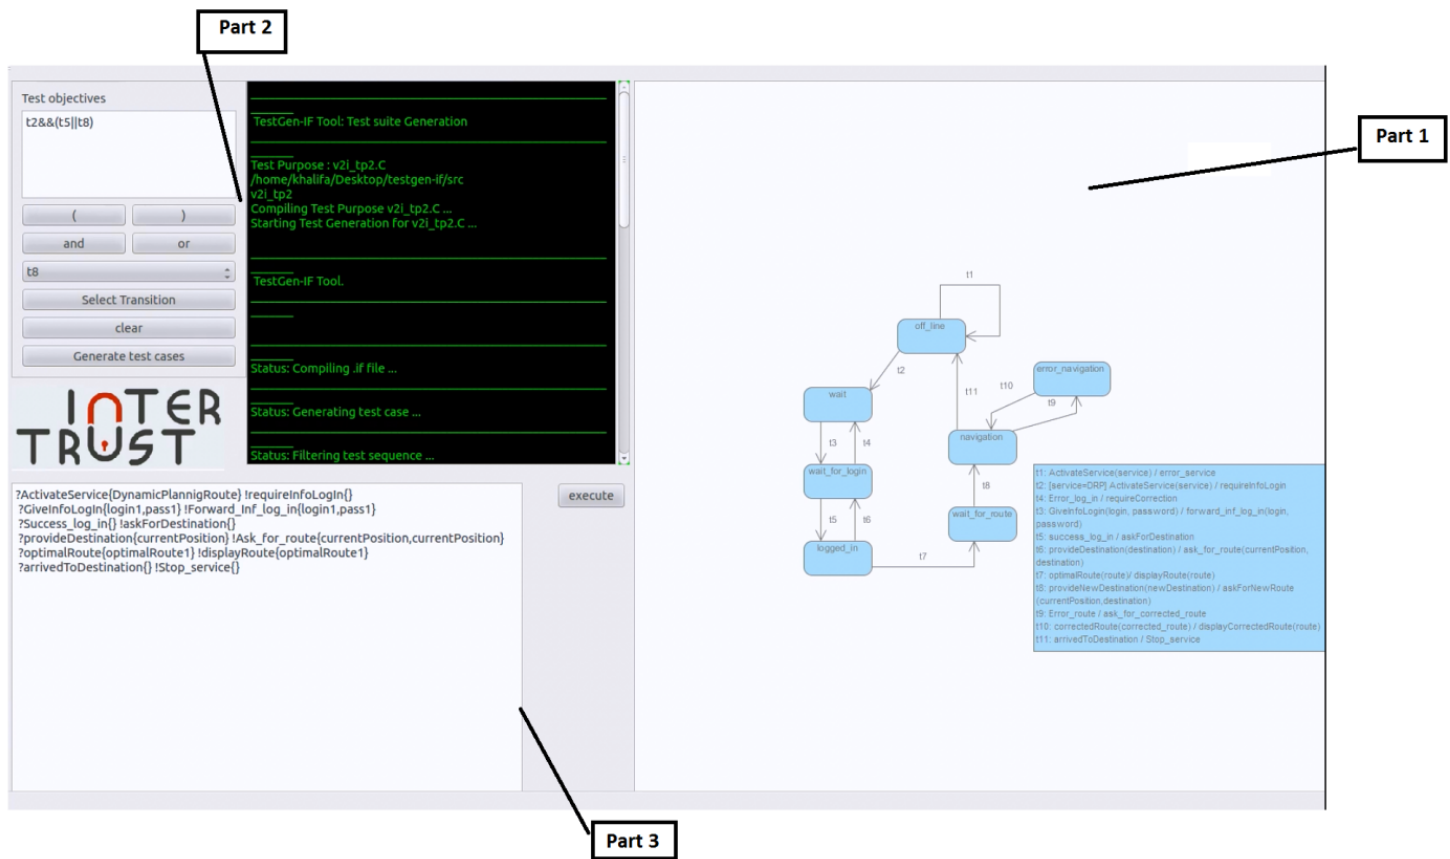 Part 2
Part 1
Test objectives
t2&&(t5||t8)
( )
and or
t8
Select Transition
clear
Generate test cases
INTER
TRUST
TestGen-IF Tool: Test suite Generation
Test Purpose : v2i_tp2.C
/home/khalifa/Desktop/testgen-if/src
v2i_tp2
Compiling Test Purpose v2i_tp2.C ...
Starting Test Generation for v2i_tp2.C ...
TestGen-IF Tool.
Status: Compiling .if file ...
Status: Generating test case ...
Status: Filtering test sequence ...
?ActivateService{DynamicPlannigRoute} !requireInfoLogIn{}
?GiveInfoLogIn{login1,pass1} !Forward_Inf_log_in{login1,pass1}
?Success_log_in{} !askForDestination{}
?provideDestination{currentPosition} !Ask_for_route{currentPosition,currentPosition}
?optimalRoute{optimalRoute1} !displayRoute{optimalRoute1}
?arrivedToDestination{} !Stop_service{}
execute
t1
off_line
t2
error_navigation
t10
t11
t9
wait
navigation
t3 t4
wait_for_login
t8
wait_for_route
t5 t6
logged_in
t7
t1: ActivateService(service) / error_service
t2: [service=DRP] ActivateService(service) / requireInfoLogin
t4: Error_log_in / requireCorrection
t3: GiveInfoLogin(login, password) / forward_inf_log_in(login,
password)
t5: success_log_in / askForDestination
t6: provideDestination(destination) / ask_for_route(currentPosition,
destination)
t7: optimalRoute(route)/ displayRoute(route)
t8: provideNewDestination(newDestination) / askForNewRoute
(currentPosition,destination)
t9: Error_route / ask_for_corrected_route
t10: correctedRoute(corrected_route) / displayCorrectedRoute(route)
t11: arrivedToDestination / Stop_service
Part 3